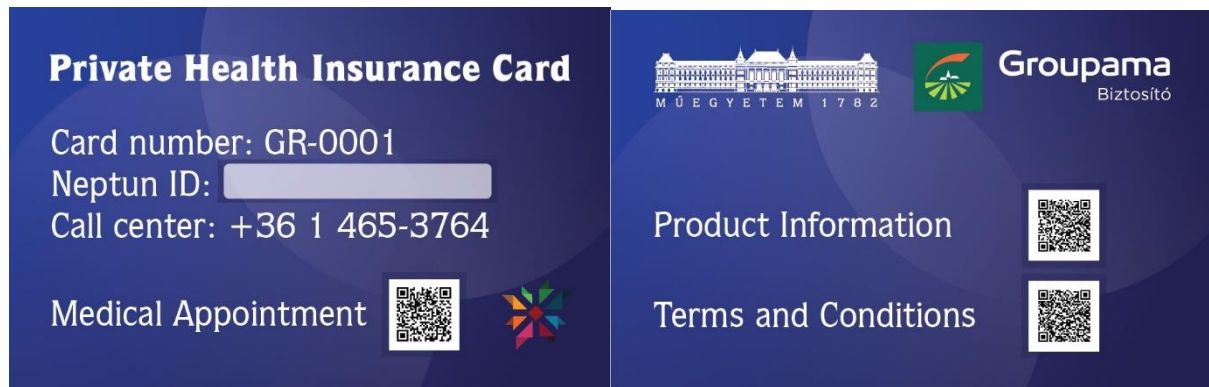 Private Health Insurance Card
Card number: GR-0001
Neptun ID:
Call center: +36 1 465-3764
Medical Appointment
MŰEGYETEM 1782
Groupama
Biztosító
Product Information
Terms and Conditions